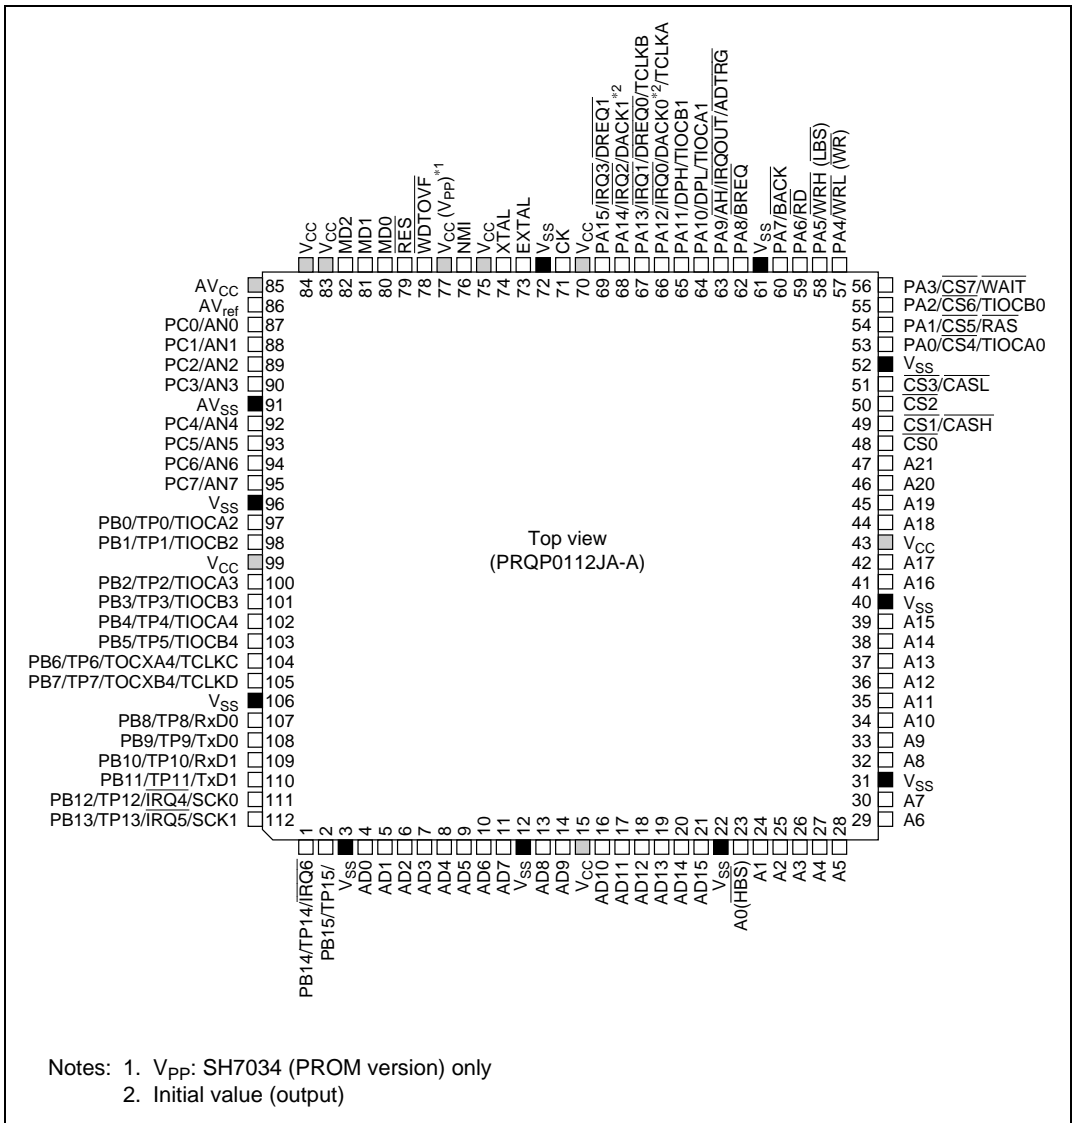 VCC 84
VCC 83
MD2 82
MD1 81
MD0 80
RES 79
WDTOVF 78
VCC (VPP)*1 77
NMI 76
VCC 75
XTAL 74
EXTAL 73
VSS 72
CK 71
VCC 70
PA15/IRQ3/DREQ1 69
PA14/IRQ2/DACK1*2 68
PA13/IRQ1/DREQ0/TCLKB 67
PA12/IRQ0/DACK0*2/TCLKA 66
PA11/DPH/TIOCB1 65
PA10/DPL/TIOCA1 64
PA9/AH/IRQOUT/ADTRG 63
PA8/BREQ 62
VSS 61
PA7/BACK 60
PA6/RD 59
PA5/WRH (LBS) 58
PA4/WRL (WR) 57
AVCC 85
AVref 86
PC0/AN0 87
PC1/AN1 88
PC2/AN2 89
PC3/AN3 90
AVSS 91
PC4/AN4 92
PC5/AN5 93
PC6/AN6 94
PC7/AN7 95
VSS 96
PB0/TP0/TIOCA2 97
PB1/TP1/TIOCB2 98
VCC 99
PB2/TP2/TIOCA3 100
PB3/TP3/TIOCB3 101
PB4/TP4/TIOCA4 102
PB5/TP5/TIOCB4 103
PB6/TP6/TOCXA4/TCLKC 104
PB7/TP7/TOCXB4/TCLKD 105
VSS 106
PB8/TP8/RxD0 107
PB9/TP9/TxD0 108
PB10/TP10/RxD1 109
PB11/TP11/TxD1 110
PB12/TP12/IRQ4/SCK0 111
PB13/TP13/IRQ5/SCK1 112
Top view
(PRQP0112JA-A)
56 PA3/CS7/WAIT
55 PA2/CS6/TIOCB0
54 PA1/CS5/RAS
53 PA0/CS4/TIOCA0
52 VSS
51 CS3/CASL
50 CS2
49 CS1/CASH
48 CS0
47 A21
46 A20
45 A19
44 A18
43 VCC
42 A17
41 A16
40 VSS
39 A15
38 A14
37 A13
36 A12
35 A11
34 A10
33 A9
32 A8
31 VSS
30 A7
29 A6
1 PB14/TP14/IRQ6
2 PB15/TP15/
3 VSS
4 AD0
5 AD1
6 AD2
7 AD3
8 AD4
9 AD5
10 AD6
11 AD7
12 VSS
13 AD8
14 AD9
15 VCC
16 AD10
17 AD11
18 AD12
19 AD13
20 AD14
21 AD15
22 VSS
23 A0(HBS)
24 A1
25 A2
26 A3
27 A4
28 A5
Notes: 1. VPP: SH7034 (PROM version) only
2. Initial value (output)